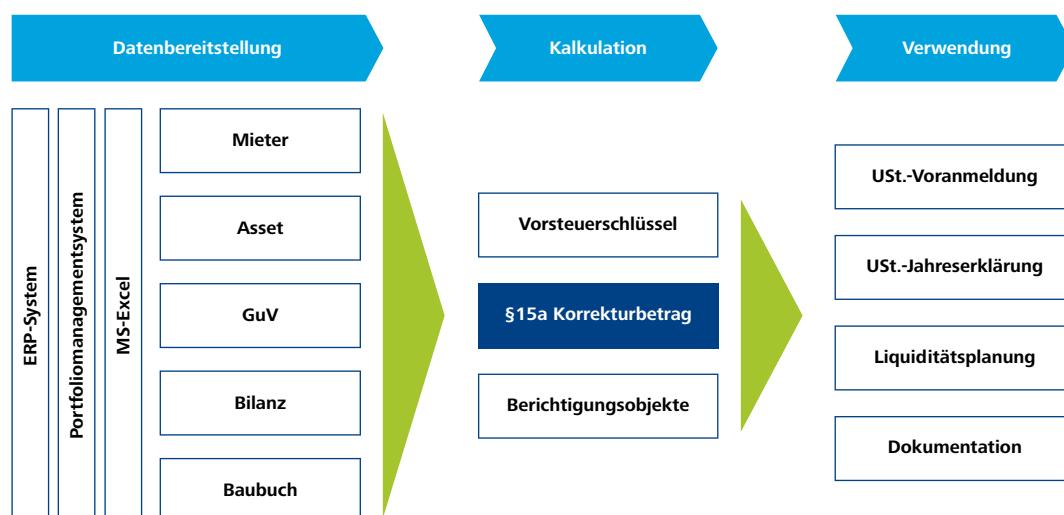 Datenbereitstellung
Kalkulation
Verwendung
ERP-System
Portfoliomanagementsystem
MS-Excel
Mieter
Asset
GuV
Bilanz
Baubuch
Vorsteuerschlüssel
§15a Korrekturbetrag
Berichtigungsobjekte
USt.-Voranmeldung
USt.-Jahreserklärung
Liquiditätsplanung
Dokumentation